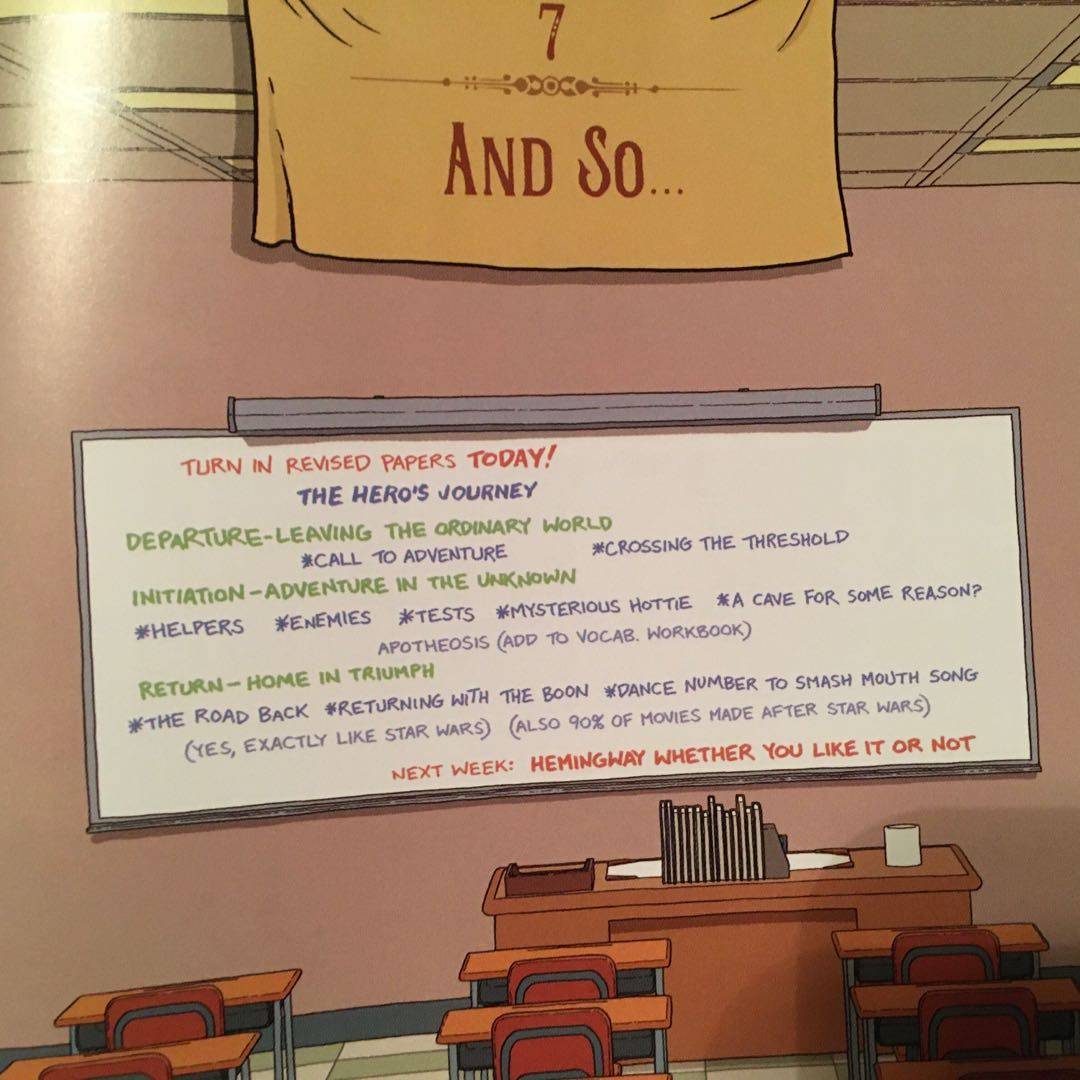 7
AND SO...
TURN IN REVISED PAPERS TODAY!
THE HERO'S JOURNEY
DEPARTURE-LEAVING THE ORDINARY WORLD
*CALL TO ADVENTURE *CROSSING THE THRESHOLD
INITIATION-ADVENTURE IN THE UNKNOWN
*HELPERS *ENEMIES *TESTS *MYSTERIOUS HOTTIE *A CAVE FOR SOME REASON?
APOTHEOSIS (ADD TO VOCAB. WORKBOOK)
RETURN-HOME IN TRIUMPH
*THE ROAD BACK *RETURNING WITH THE BOON *DANCE NUMBER TO SMASH MOUTH SONG
(YES, EXACTLY LIKE STAR WARS) (ALSO 90% OF MOVIES MADE AFTER STAR WARS)
NEXT WEEK: HEMINGWAY WHETHER YOU LIKE IT OR NOT